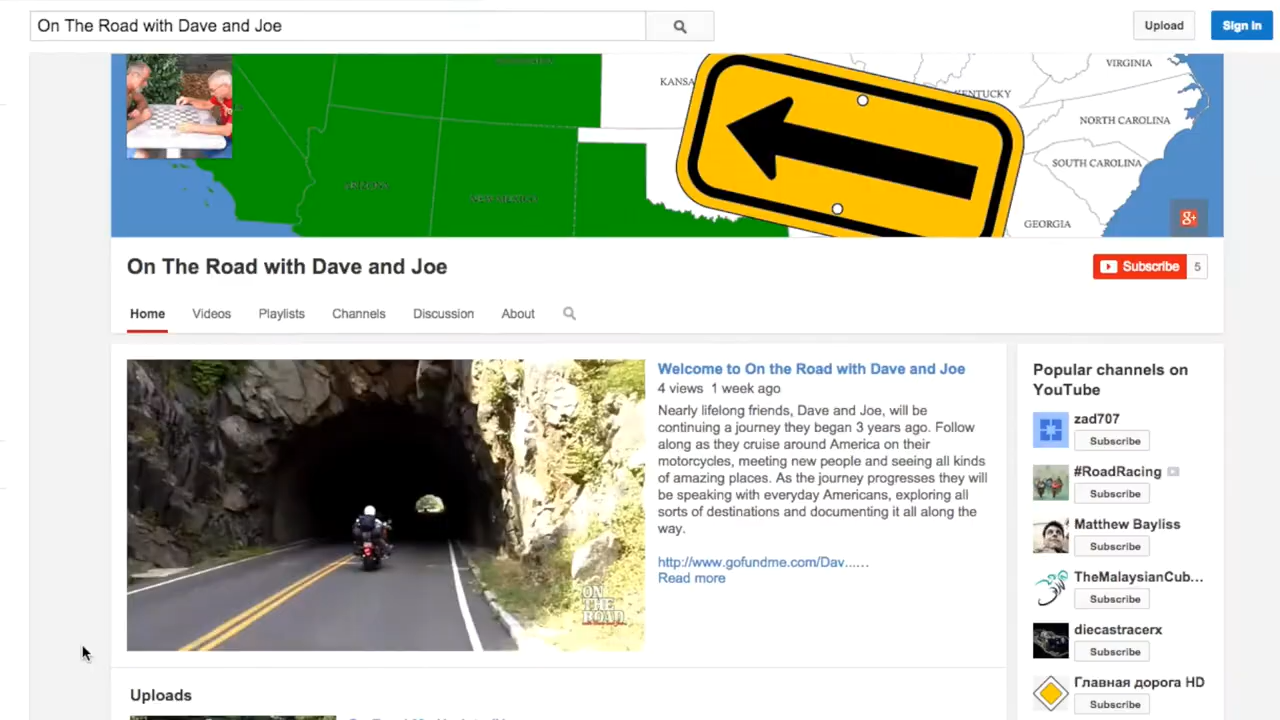 On The Road with Dave and Joe
Upload
Sign In
KANSA
KENTUCKY
VIRGINIA
NORTH CAROLINA
SOUTH CAROLINA
GEORGIA
g+
On The Road with Dave and Joe
Subscribe 5
Home Videos Playlists Channels Discussion About
Welcome to On the Road with Dave and Joe
4 views 1 week ago
Nearly lifelong friends, Dave and Joe, will be
continuing a journey they began 3 years ago. Follow
along as they cruise around America on their
motorcycles, meeting new people and seeing all kinds
of amazing places. As the journey progresses they will
be speaking with everyday Americans, exploring all
sorts of destinations and documenting it all along the
way.
http://www.gofundme.com/Dav......
Read more
ON
THE
ROAD
Popular channels on
YouTube
zad707
Subscribe
#RoadRacing
Subscribe
Matthew Bayliss
Subscribe
TheMalaysianCub...
Subscribe
diecastracerx
Subscribe
Главная дорога HD
Subscribe
Uploads